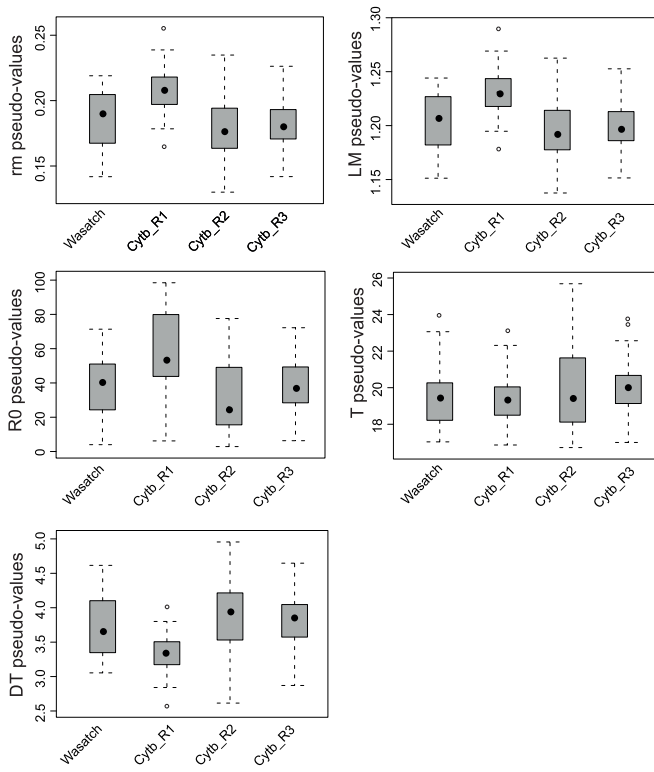 rm pseudo-values
0.25
0.20
0.15
Wasatch
Cytb_R1
Cytb_R2
Cytb_R3
LM pseudo-values
1.30
1.25
1.20
1.15
Wasatch
Cytb_R1
Cytb_R2
Cytb_R3
R0 pseudo-values
100
80
60
40
20
0
Wasatch
Cytb_R1
Cytb_R2
Cytb_R3
T pseudo-values
26
24
22
20
18
Wasatch
Cytb_R1
Cytb_R2
Cytb_R3
DT pseudo-values
5.0
4.5
4.0
3.5
3.0
2.5
Wasatch
Cytb_R1
Cytb_R2
Cytb_R3